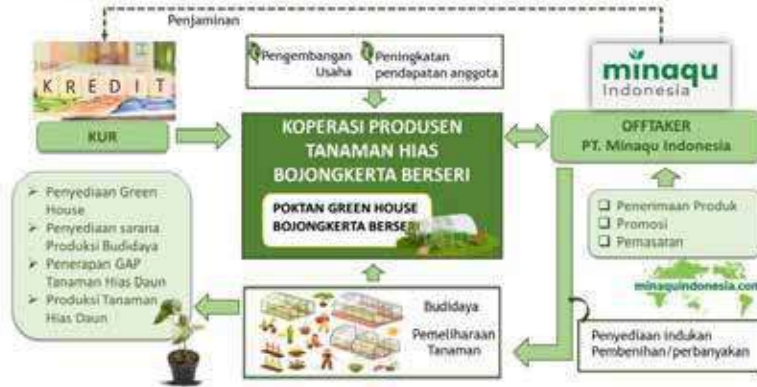 Penjaminan
KREDIT
KUR
Pengembangan
Usaha
Peningkatan
pendapatan anggota
minaqu
Indonesia
OFFTAKER
PT. Minaqu Indonesia
KOPERASI PRODUSEN
TANAMAN HIAS
BOJONGKERTA BERSERI
POKTAN GREEN HOUSE
BOJONGKERTA BERSERI
Penyediaan Green
House
Penyediaan sarana
Produksi Budidaya
Penerapan GAP
Tanaman Hias Daun
Produksi Tanaman
Hias Daun
Penerimaan Produk
Promosi
Pemasaran
minaquindonesia.com
Budidaya
Pemeliharaan
Tanaman
Penyediaan indukan
Pembenihan/perbanyakan